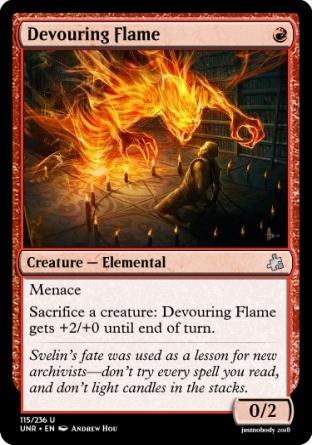 Devouring Flame
Creature — Elemental
Menace
Sacrifice a creature: Devouring Flame
gets +2/+0 until end of turn.
Svelin's fate was used as a lesson for new
archivists—don't try every spell you read,
and don't light candles in the stacks.
0/2
115/236 U
UNR • EN Andrew Hou
justnobody 2018